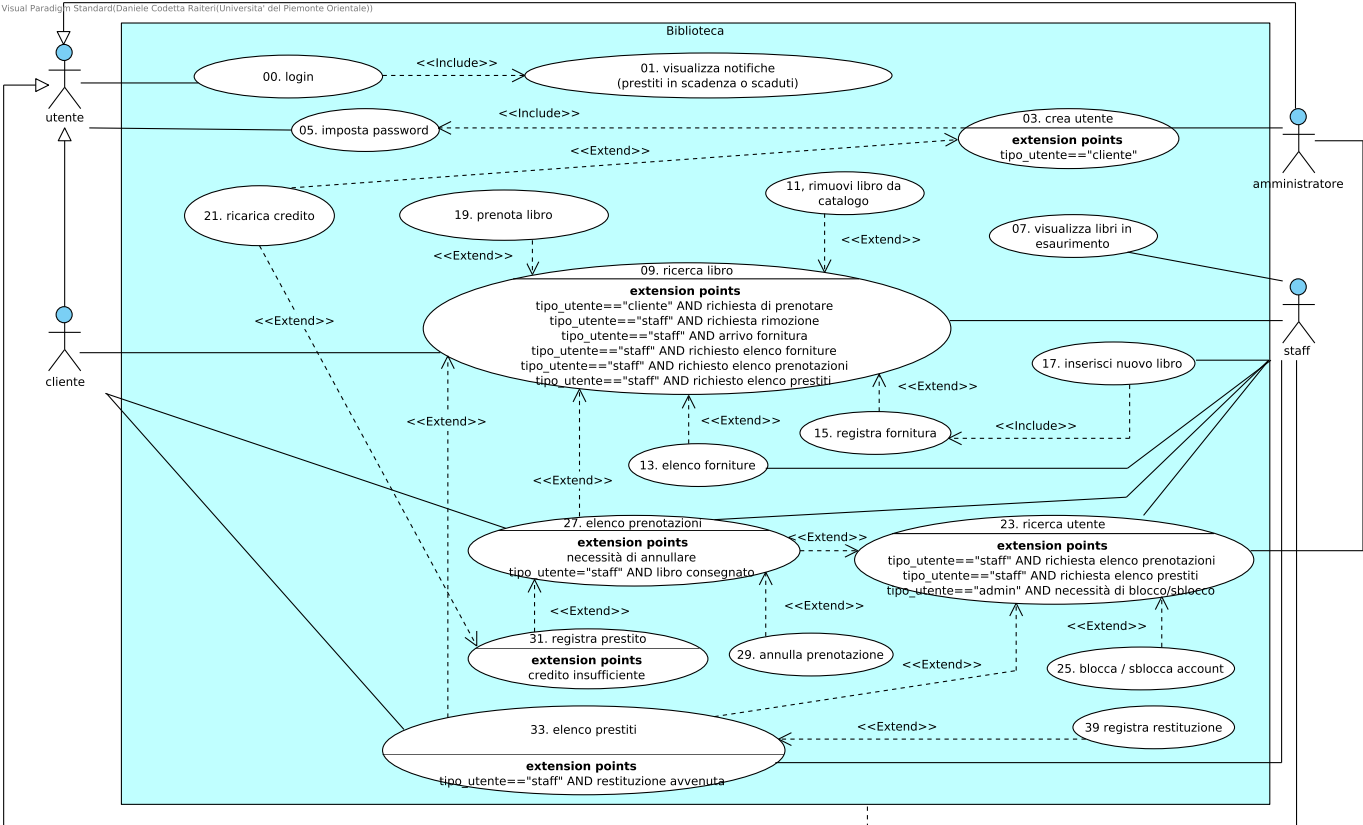 Visual Paradigm Standard(Daniele Codetta Raiteri(Universita' del Piemonte Orientale))
Biblioteca
utente
00. login
<<Include>>
01. visualizza notifiche
(prestiti in scadenza o scaduti)
05. imposta password
<<Include>>
03. crea utente
extension points
tipo_utente=="cliente"
<<Extend>>
amministratore
21. ricarica credito
19. prenota libro
11, rimuovi libro da
catalogo
07. visualizza libri in
esaurimento
<<Extend>>
<<Extend>>
09. ricerca libro
extension points
tipo_utente=="cliente" AND richiesta di prenotare
tipo_utente=="staff" AND richiesta rimozione
tipo_utente=="staff" AND arrivo fornitura
tipo_utente=="staff" AND richiesto elenco forniture
tipo_utente=="staff" AND richiesto elenco prenotazioni
tipo_utente=="staff" AND richiesto elenco prestiti
<<Extend>>
cliente
staff
17. inserisci nuovo libro
<<Extend>>
<<Extend>>
<<Extend>>
15. registra fornitura
<<Include>>
13. elenco forniture
<<Extend>>
27. elenco prenotazioni
extension points
necessità di annullare
tipo_utente="staff" AND libro consegnato
<<Extend>>
23. ricerca utente
extension points
tipo_utente=="staff" AND richiesta elenco prenotazioni
tipo_utente=="staff" AND richiesta elenco prestiti
tipo_utente=="admin" AND necessità di blocco/sblocco
<<Extend>>
<<Extend>>
<<Extend>>
31. registra prestito
extension points
credito insufficiente
29. annulla prenotazione
<<Extend>>
25. blocca / sblocca account
33. elenco prestiti
extension points
tipo_utente=="staff" AND restituzione avvenuta
<<Extend>>
39 registra restituzione